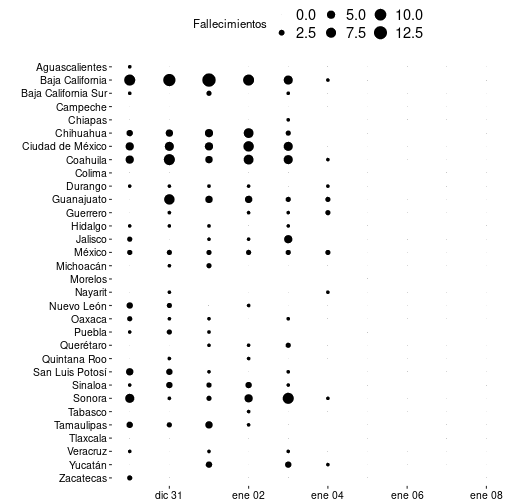 Fallecimientos
0.0 5.0 10.0
2.5 7.5 12.5
Aguascalientes
Baja California
Baja California Sur
Campeche
Chiapas
Chihuahua
Ciudad de México
Coahuila
Colima
Durango
Guanajuato
Guerrero
Hidalgo
Jalisco
México
Michoacán
Morelos
Nayarit
Nuevo León
Oaxaca
Puebla
Querétaro
Quintana Roo
San Luis Potosí
Sinaloa
Sonora
Tabasco
Tamaulipas
Tlaxcala
Veracruz
Yucatán
Zacatecas
dic 31 ene 02 ene 04 ene 06 ene 08